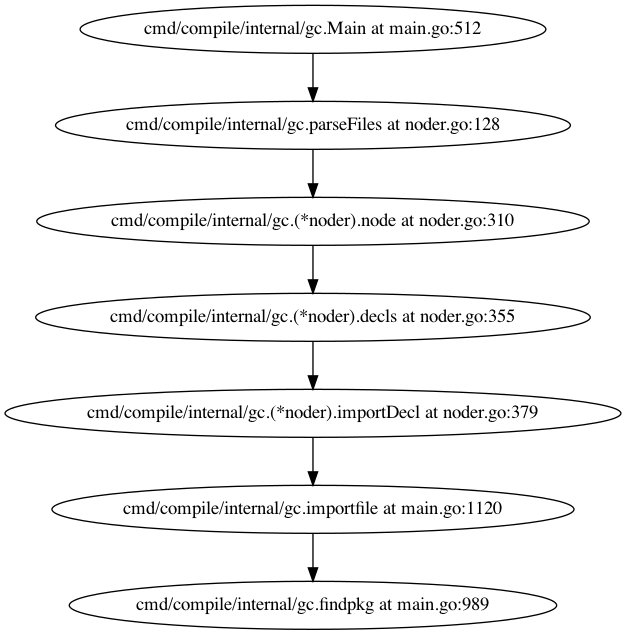 cmd/compile/internal/gc.Main at main.go:512
cmd/compile/internal/gc.parseFiles at noder.go:128
cmd/compile/internal/gc.(*noder).node at noder.go:310
cmd/compile/internal/gc.(*noder).decls at noder.go:355
cmd/compile/internal/gc.(*noder).importDecl at noder.go:379
cmd/compile/internal/gc.importfile at main.go:1120
cmd/compile/internal/gc.findpkg at main.go:989